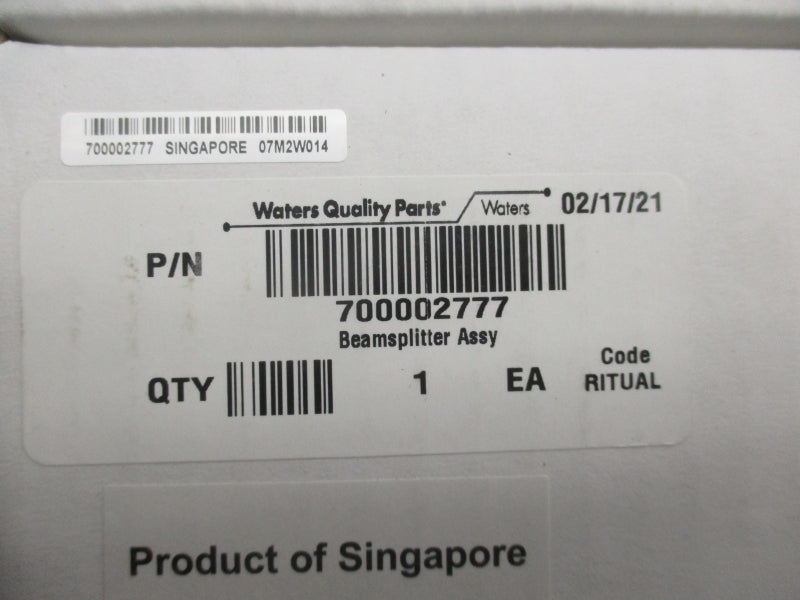 700002777 SINGAPORE 07M2W014
Waters Quality Parts® Waters 02/17/21
P/N
700002777
Beamsplitter Assy
QTY 1 EA Code
RITUAL
Product of Singapore